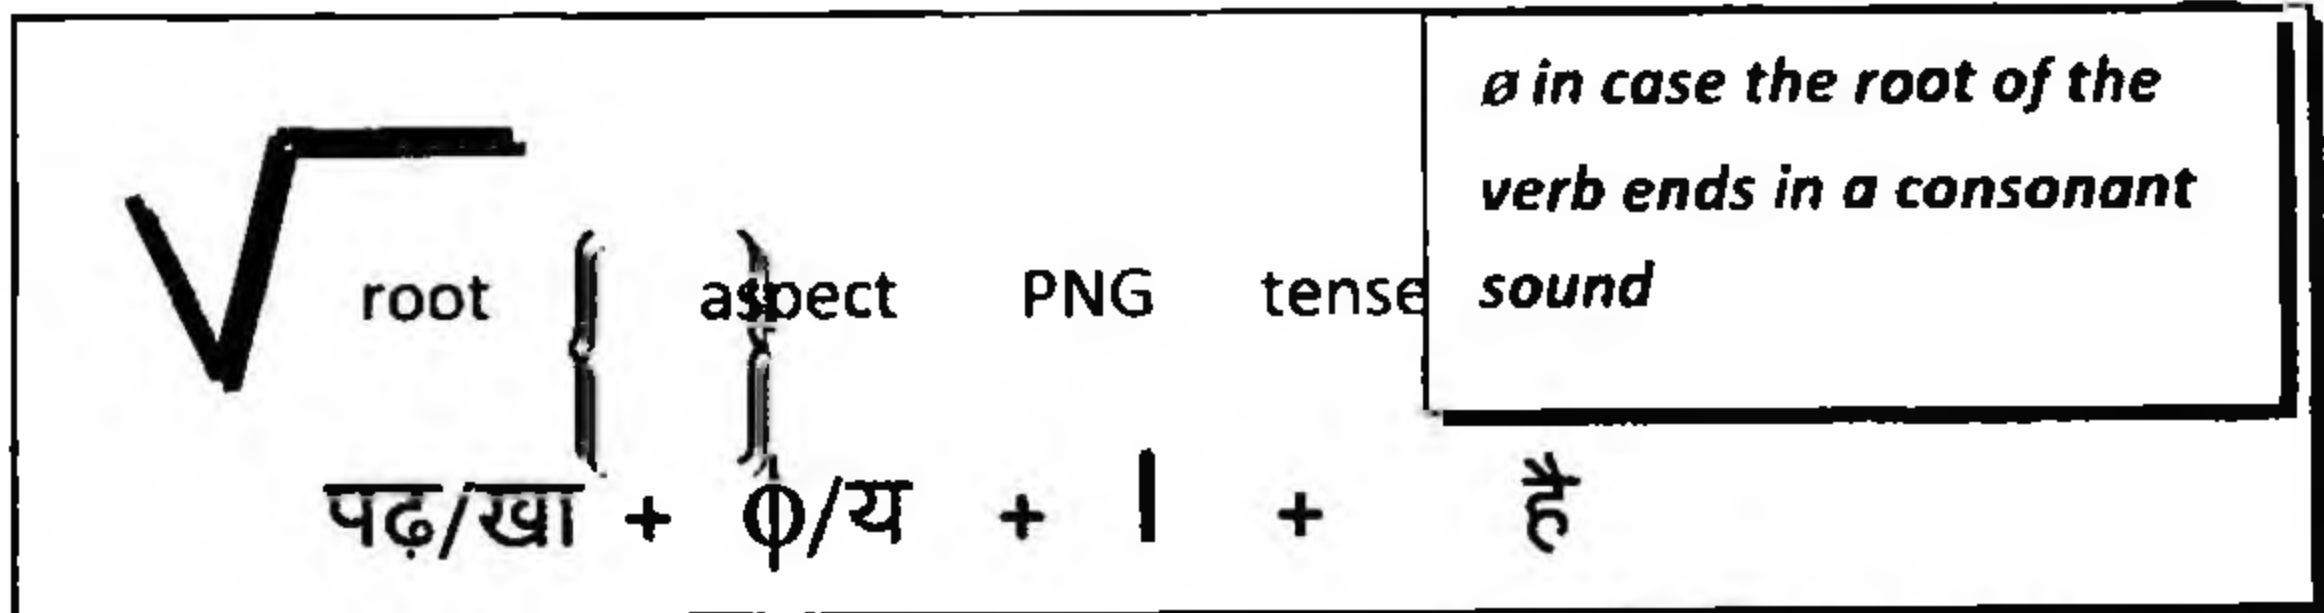 ø in case the root of the
verb ends in a consonant
sound
root { aspect } PNG tense
पढ़/खा + ϕ/य + ा + है